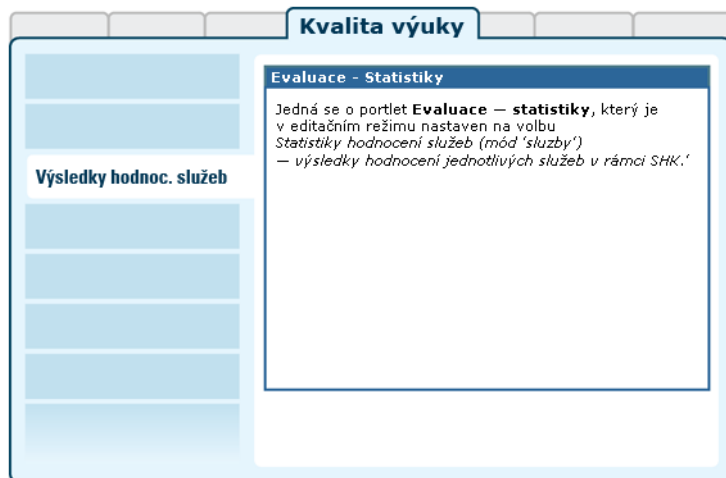 Kvalita výuky
Výsledky hodnoc. služeb
Evaluace - Statistiky
Jedná se o portlet Evaluace — statistiky, který je
v editačním režimu nastaven na volbu
Statistiky hodnocení služeb (mód ‘sluzby‘)
— výsledky hodnocení jednotlivých služeb v rámci SHK.‘